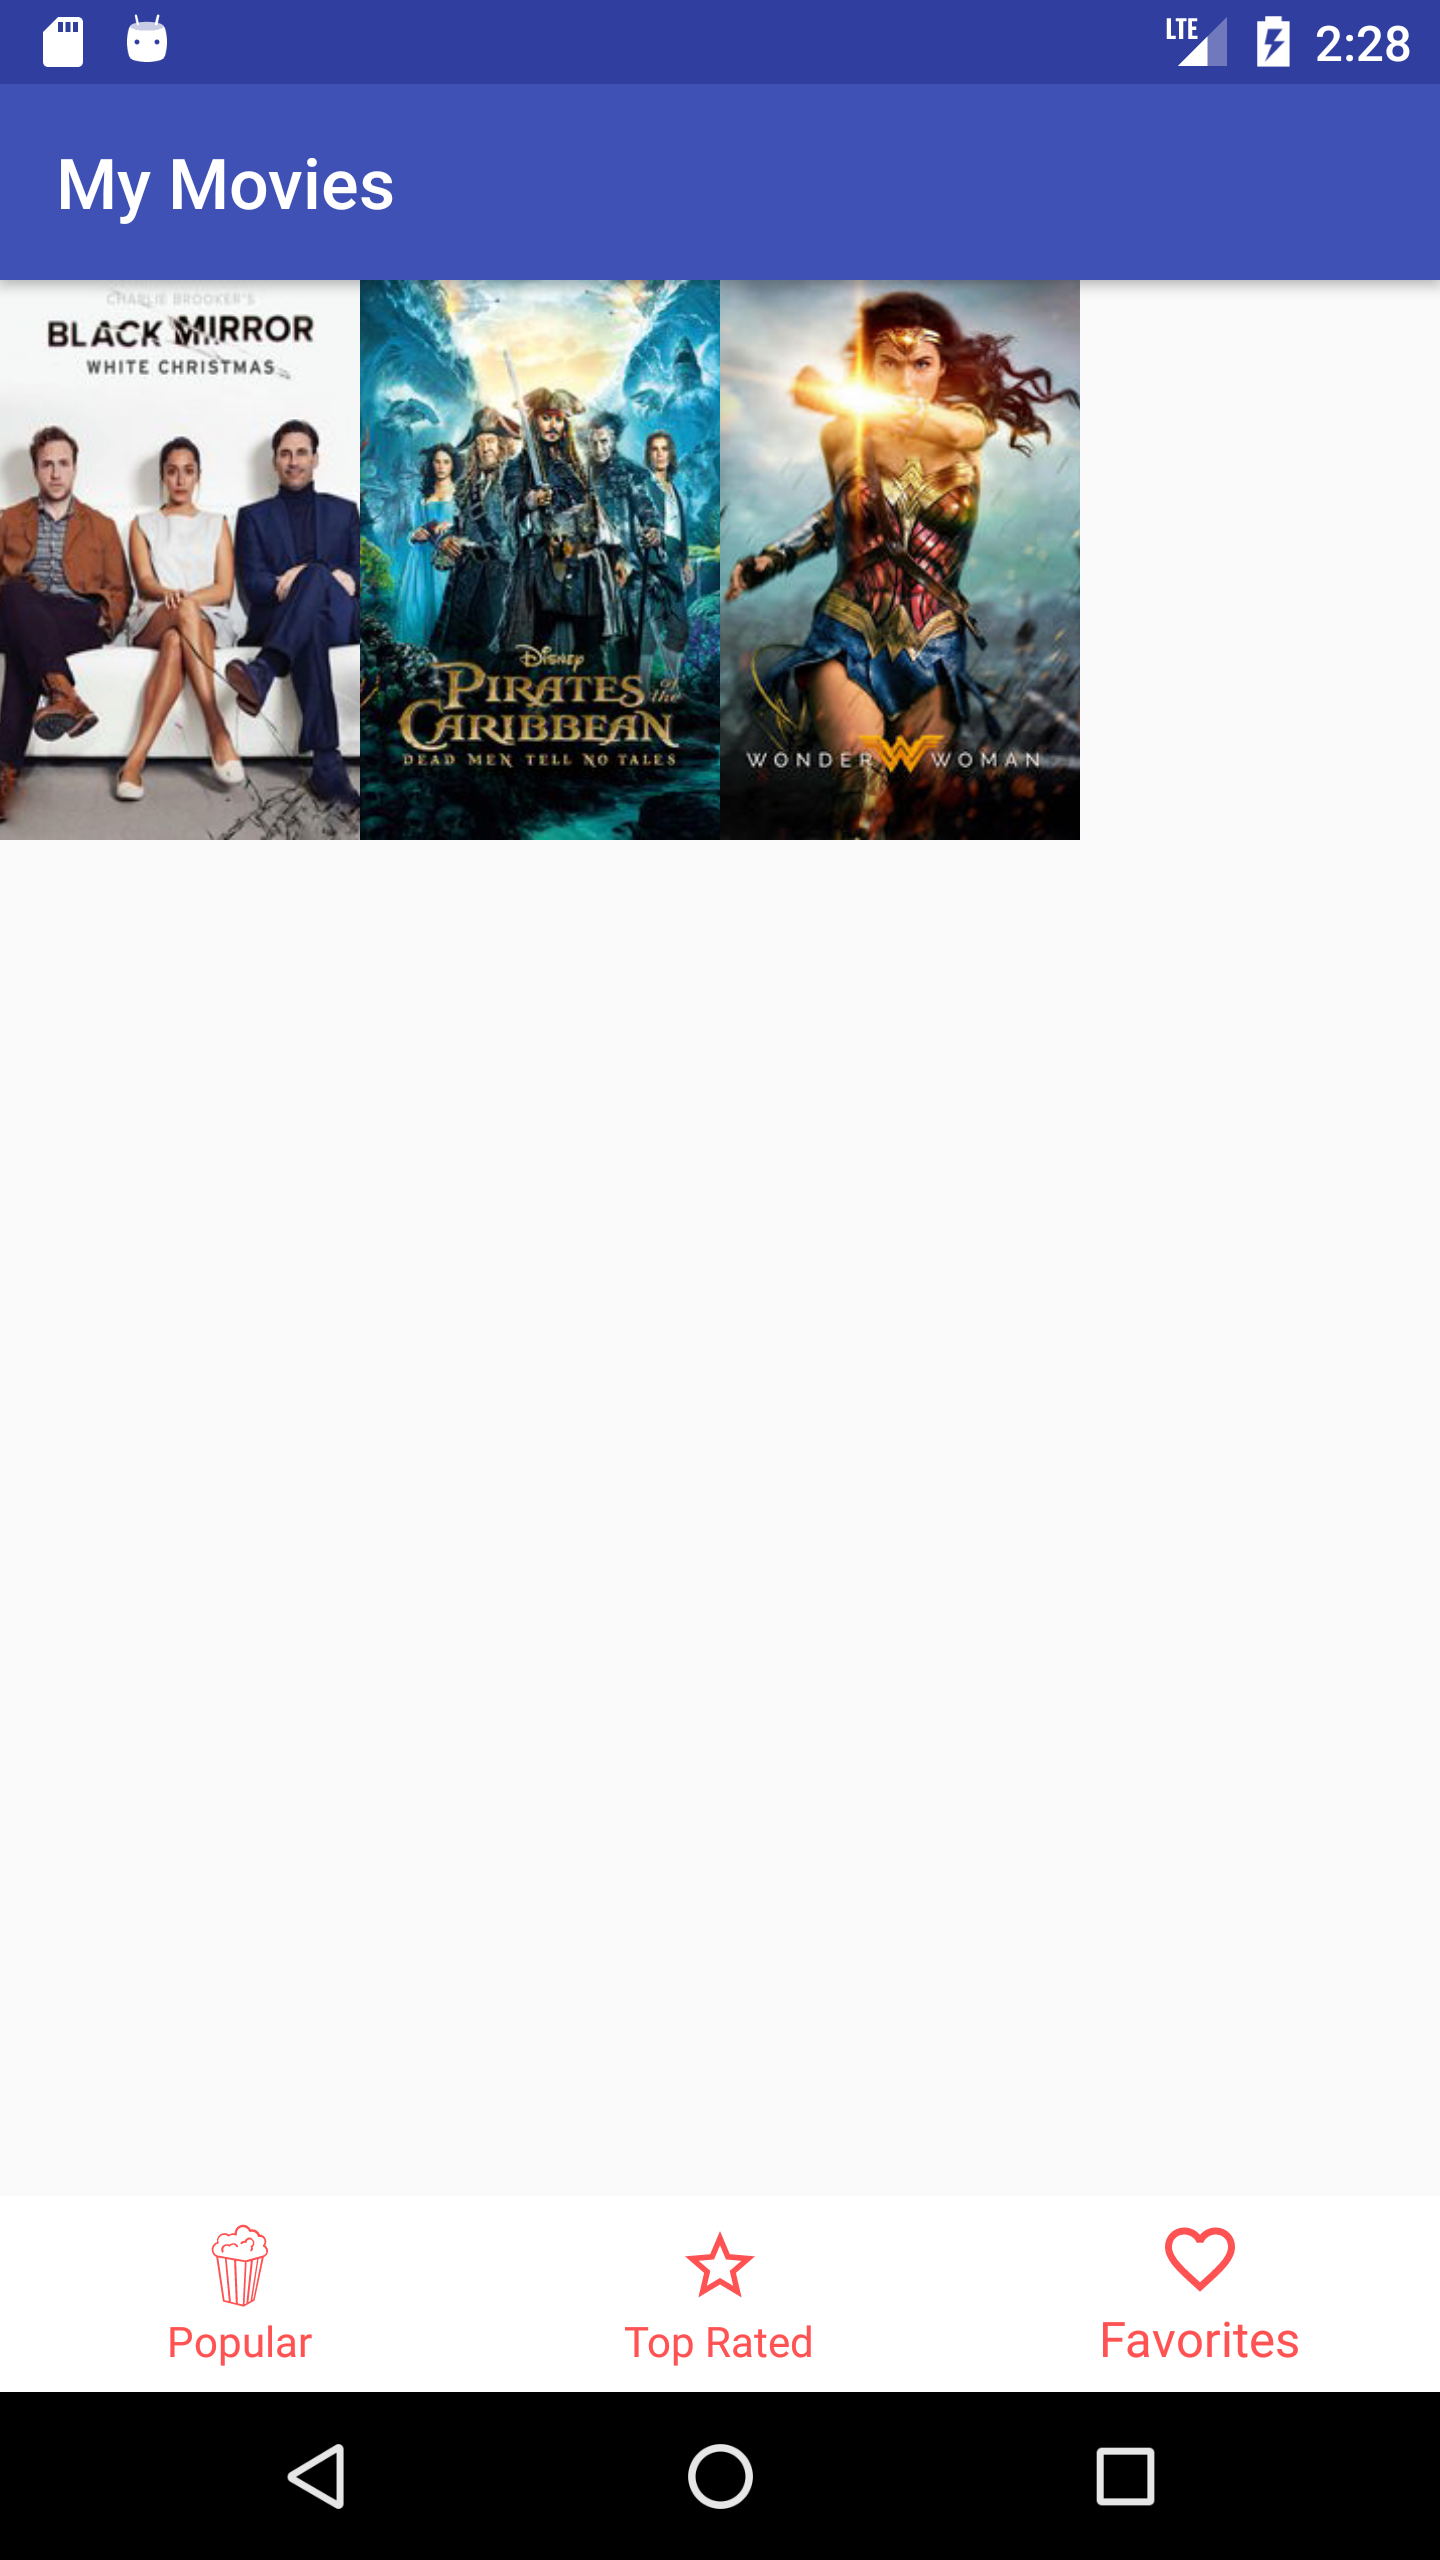 LTE 2:28
My Movies
CHARLIE BROOKER'S
BLACK MIRROR
WHITE CHRISTMAS
Disney
PIRATES of the
CARIBBEAN
DEAD MEN TELL NO TALES
WONDER WOMAN
Popular
Top Rated
Favorites